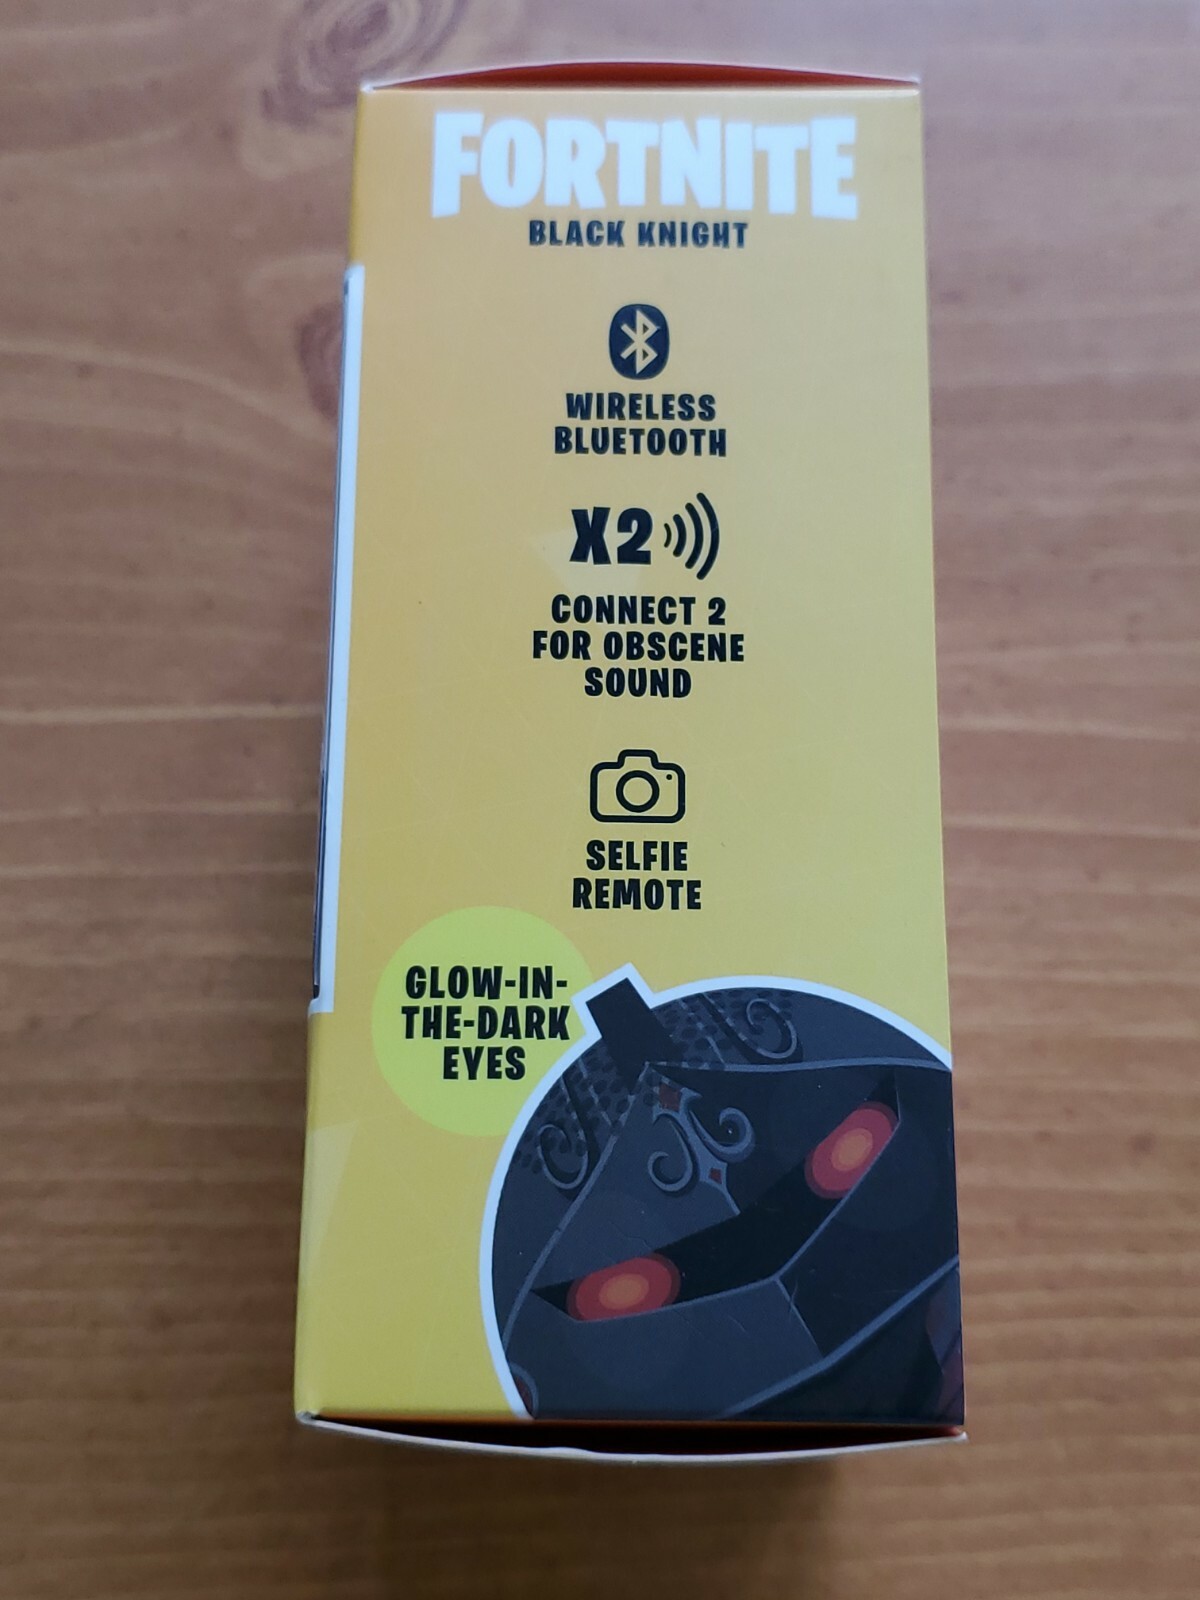 FORTNITE
BLACK KNIGHT
WIRELESS
BLUETOOTH
X2
CONNECT 2
FOR OBSCENE
SOUND
SELFIE
REMOTE
GLOW-IN-
THE-DARK
EYES